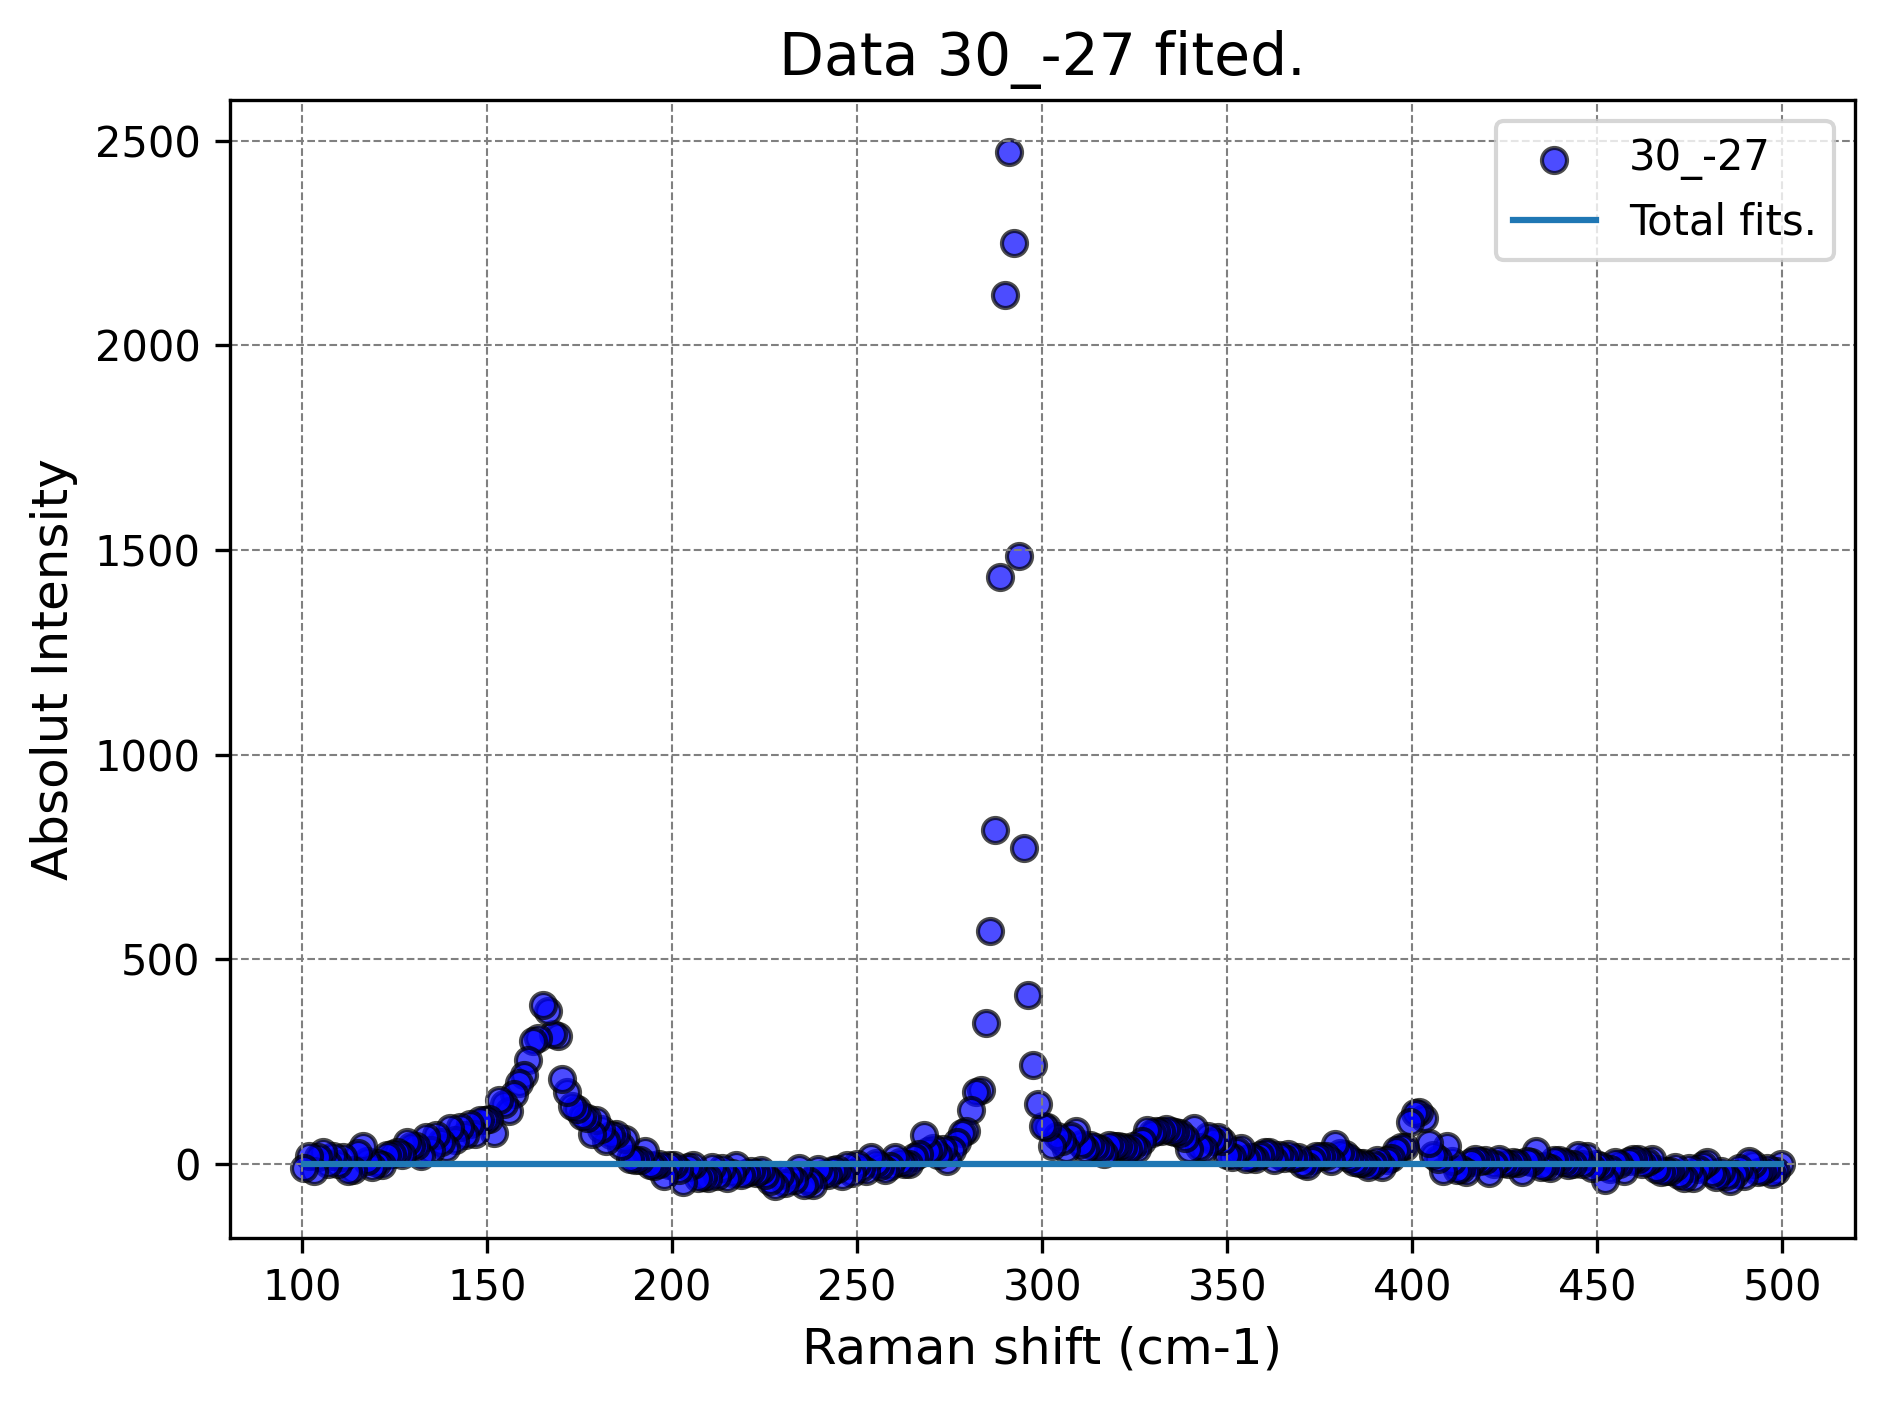 Data 30_-27 fited.
30_-27
Total fits.
Absolut Intensity
2500
2000
1500
1000
500
0
100 150 200 250 300 350 400 450 500
Raman shift (cm-1)